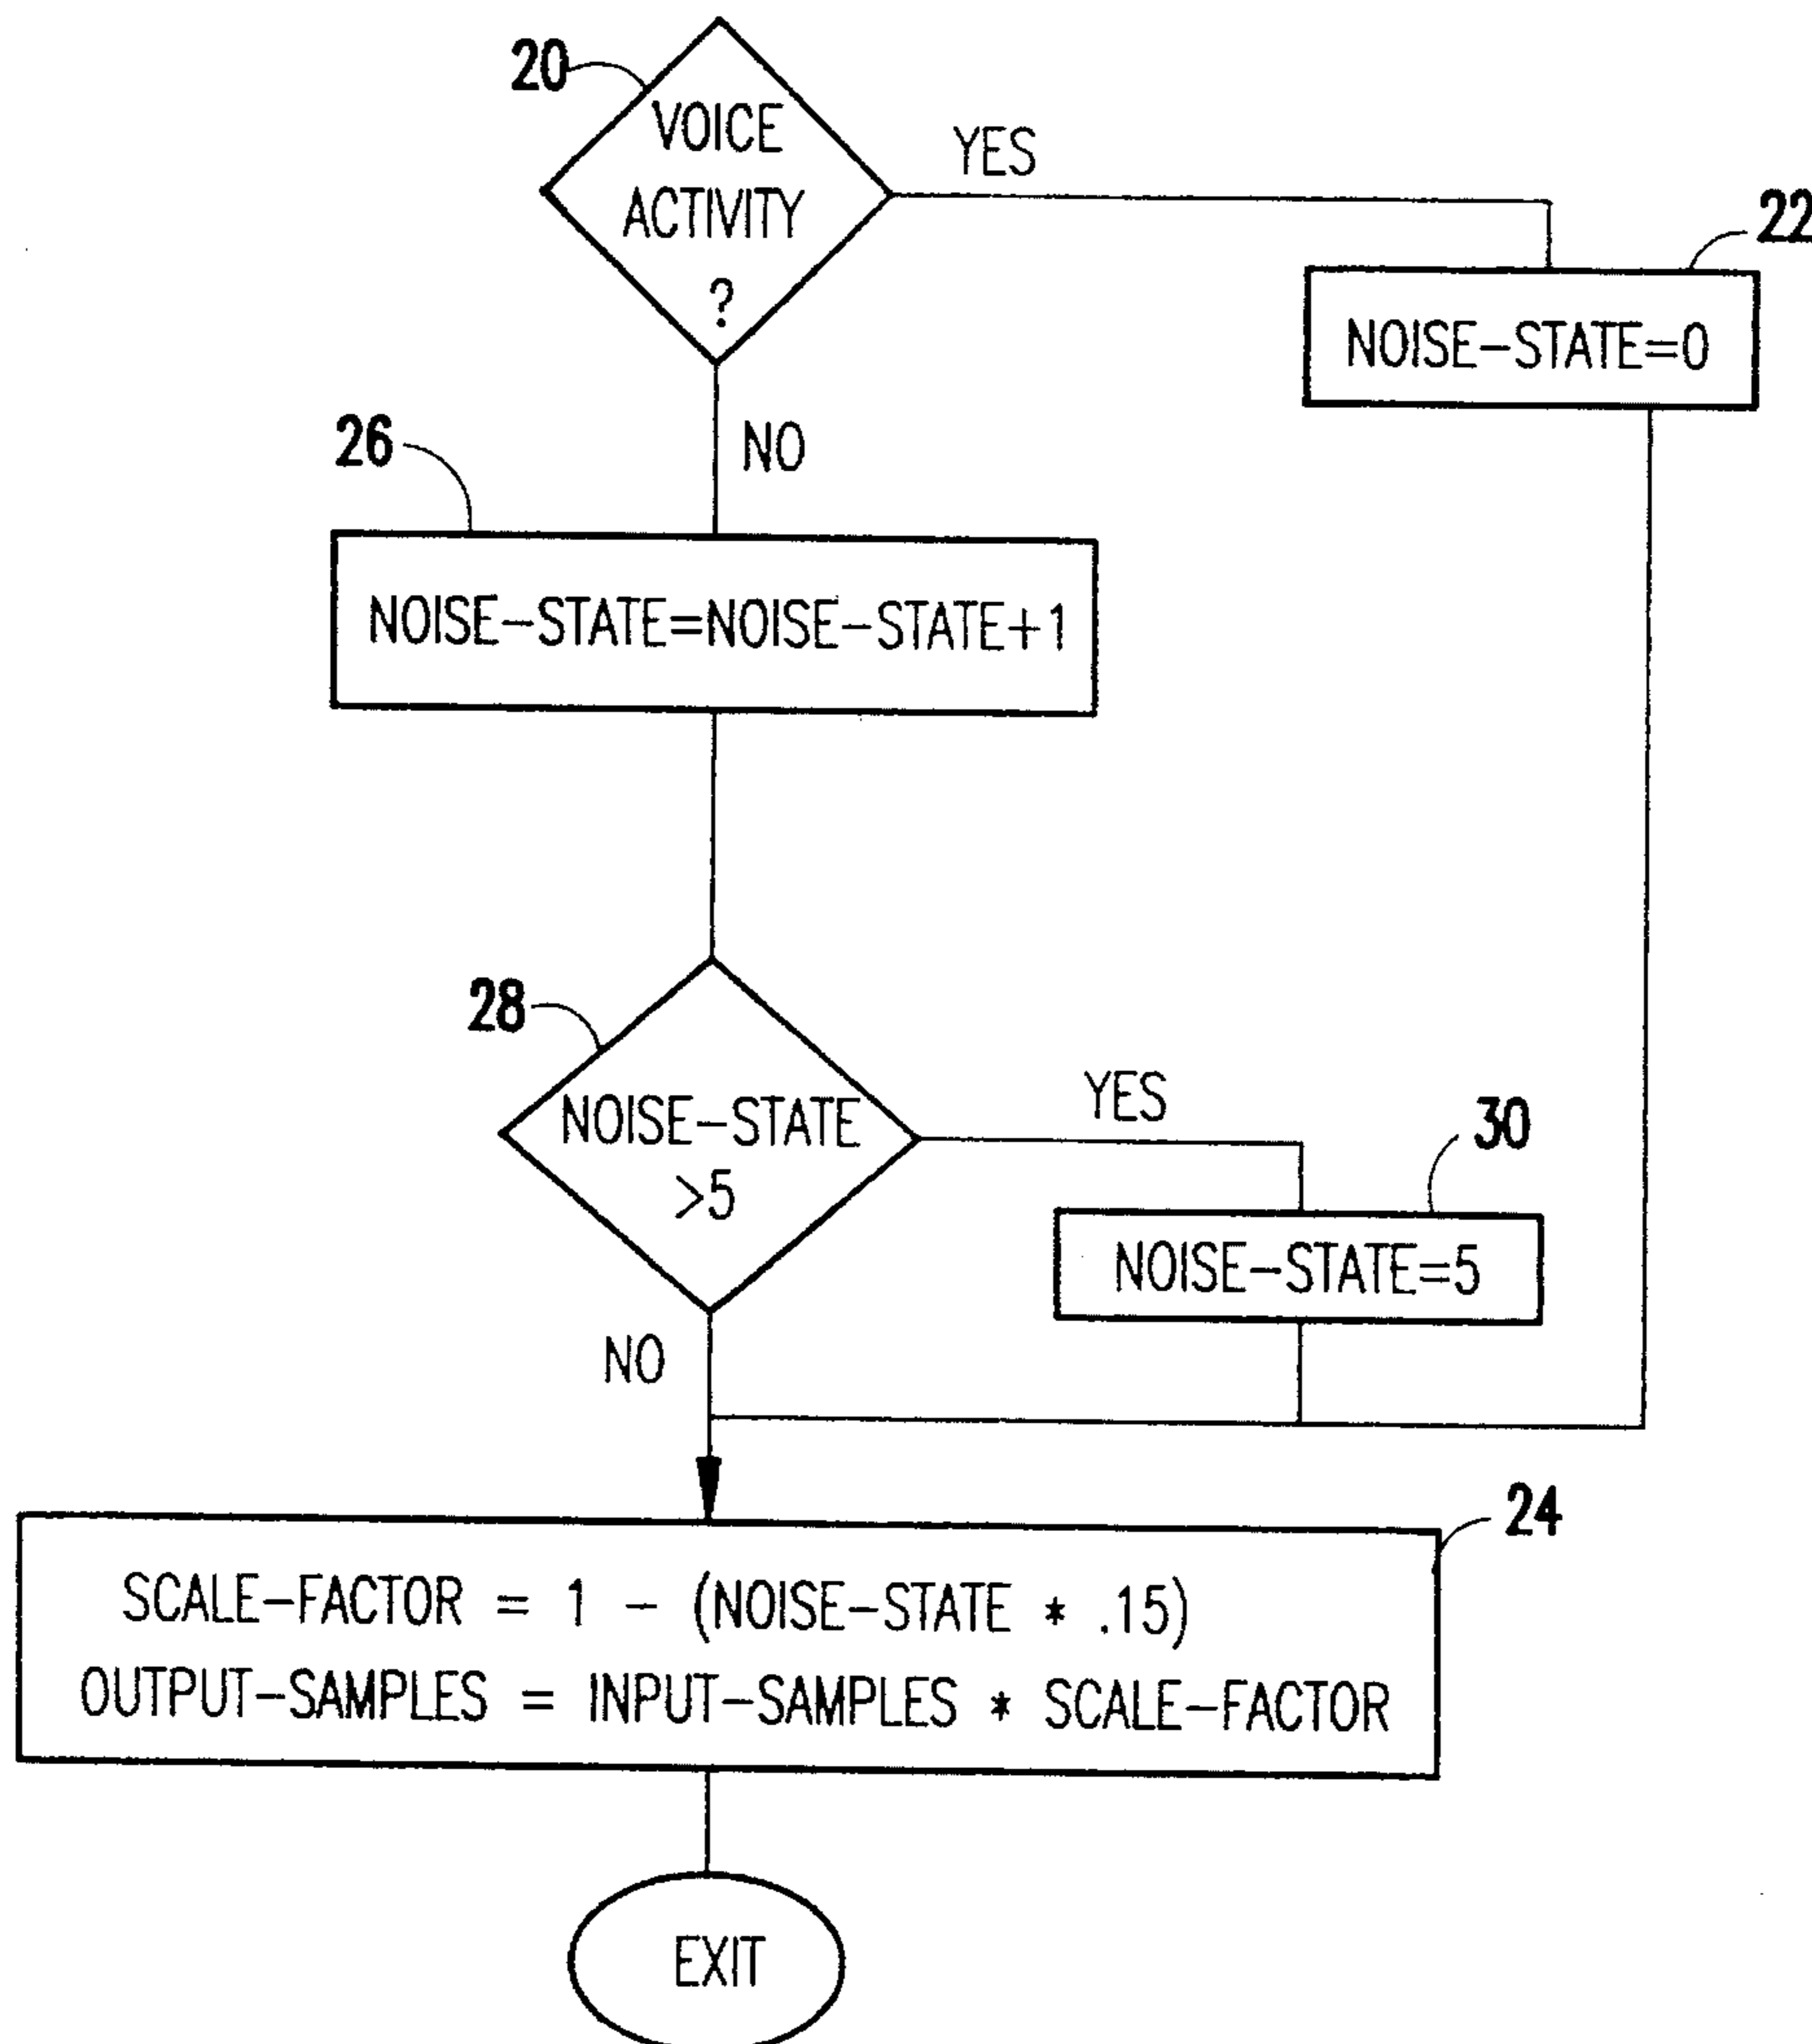 20
VOICE
ACTIVITY
?
YES
22
NOISE-STATE=0
NO
26
NOISE-STATE=NOISE-STATE+1
28
NOISE-STATE
>5
YES
30
NOISE-STATE=5
NO
24
SCALE-FACTOR = 1 - (NOISE-STATE * .15)
OUTPUT-SAMPLES = INPUT-SAMPLES * SCALE-FACTOR
EXIT